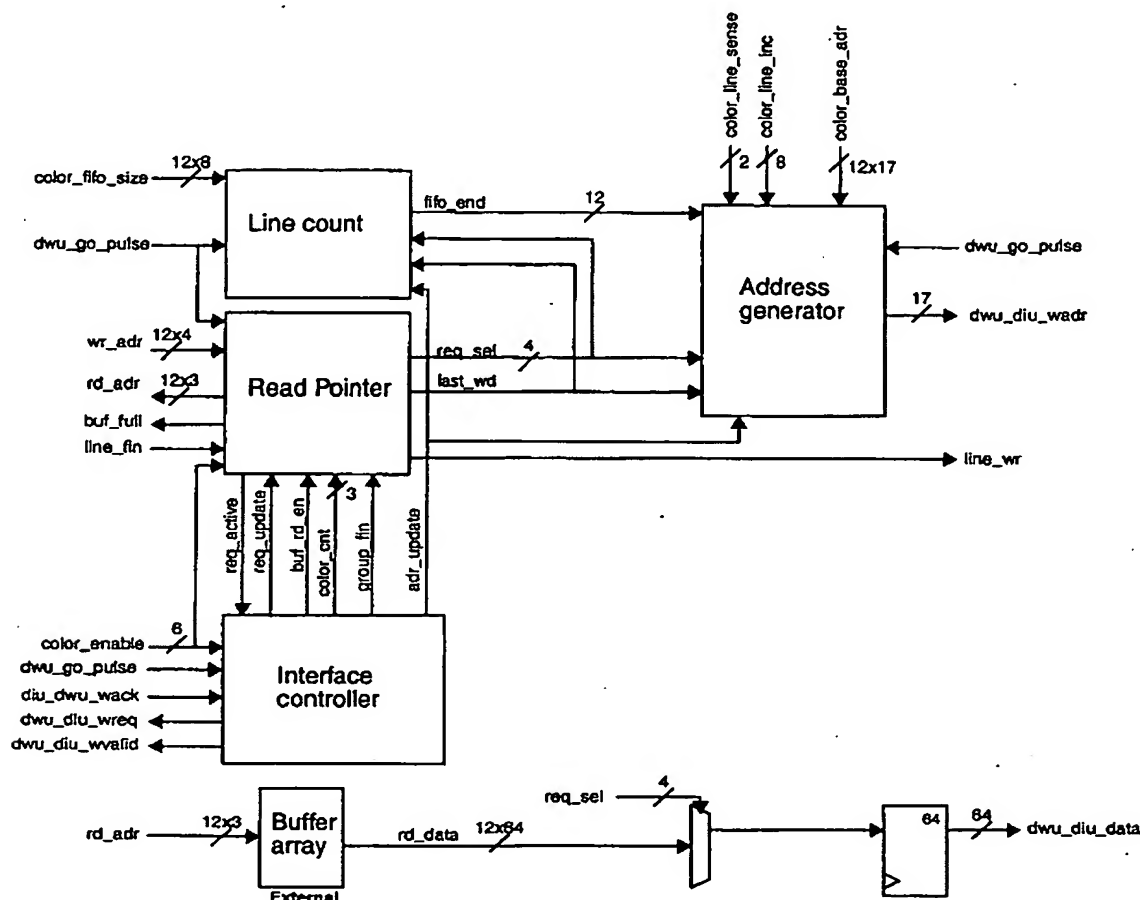 color_line_sense
color_line_inc
color_base_adr
2
8
12x17
color_fifo_size
12x8
dwu_go_pulse
Line count
fifo_end
12
Address
generator
dwu_go_pulse
17
dwu_diu_wadr
wr_adr
12x4
rd_adr
12x3
buf_full
line_fin
Read Pointer
req_sel
4
last_wd
line_wr
req_active
req_update
buf_rd_en
color_cnt
3
group_fin
adr_update
color_enable
6
dwu_go_pulse
diu_dwu_wack
dwu_diu_wreq
dwu_diu_wvalid
Interface
controller
req_sel
4
rd_adr
12x3
Buffer
array
External
rd_data
12x64
64
64
dwu_diu_data